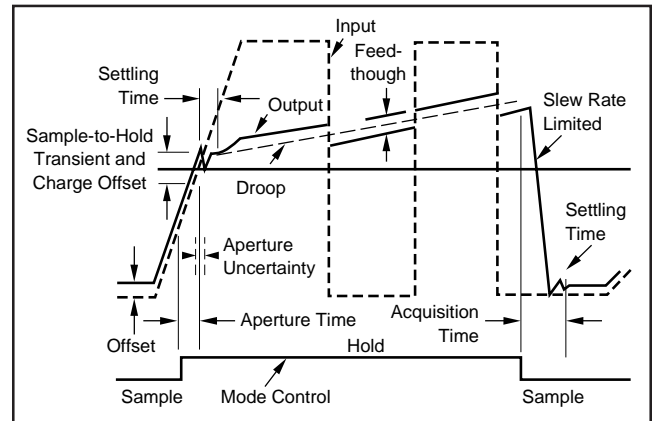 Input
Feed-
though
Settling
Time
Output
Slew Rate
Limited
Sample-to-Hold
Transient and
Charge Offset
Droop
Settling
Time
Aperture
Uncertainty
Aperture Time
Acquisition
Time
Offset
Hold
Sample
Mode Control
Sample